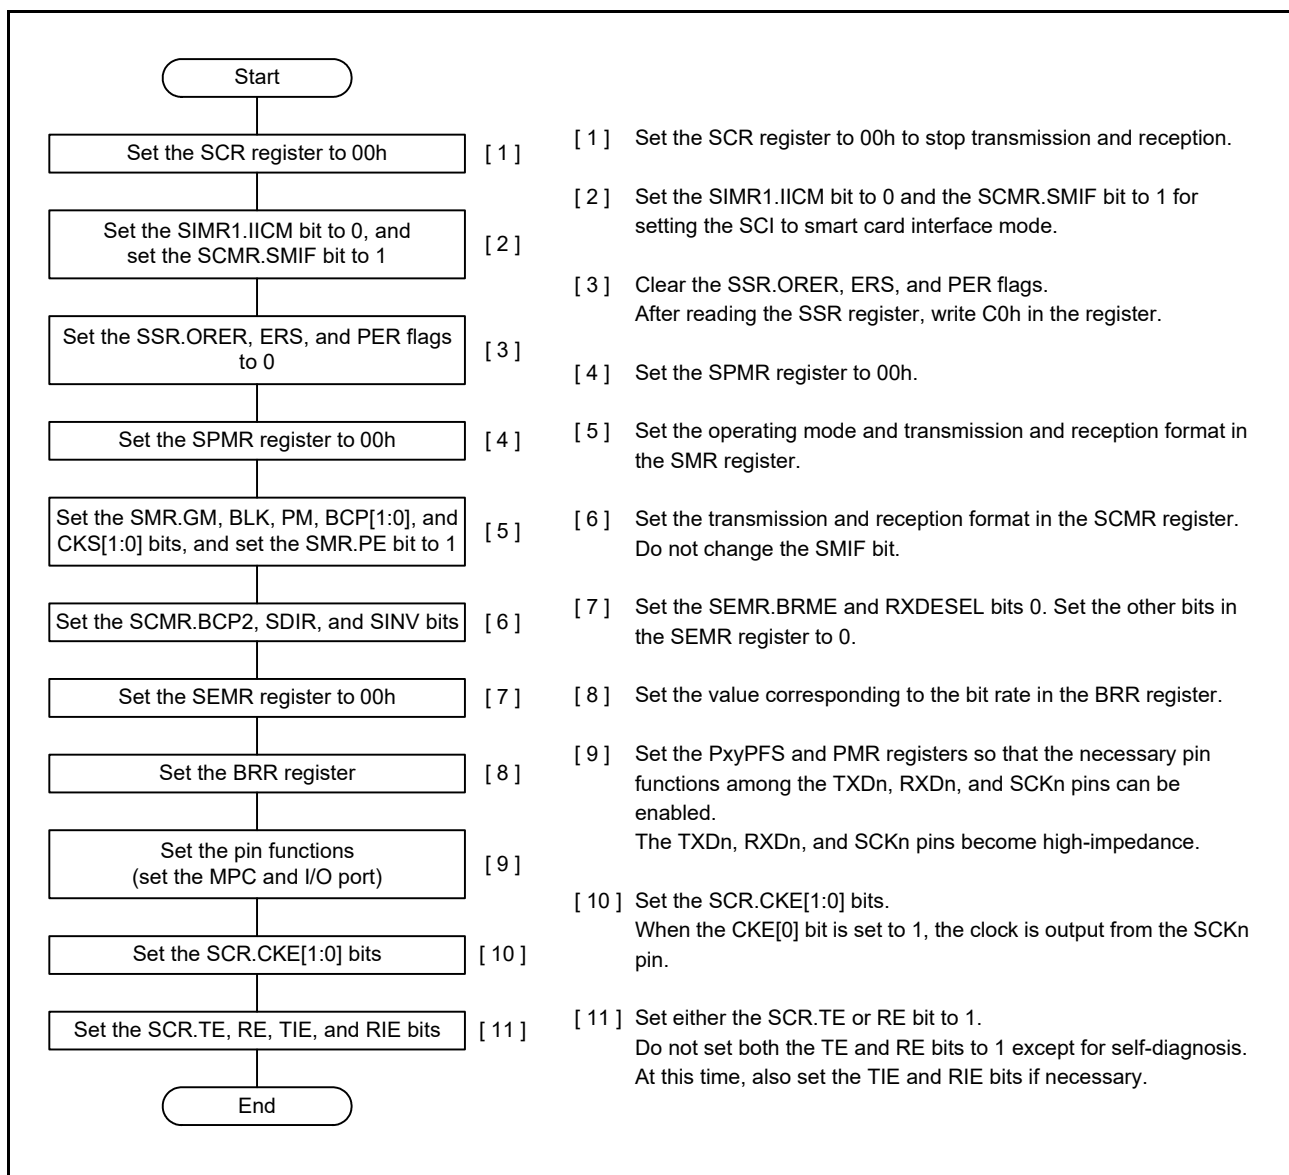 Start
Set the SCR register to 00h
[ 1 ]
Set the SIMR1.IICM bit to 0, and
set the SCMR.SMIF bit to 1
[ 2 ]
Set the SSR.ORER, ERS, and PER flags
to 0
[ 3 ]
Set the SPMR register to 00h
[ 4 ]
Set the SMR.GM, BLK, PM, BCP[1:0], and
CKS[1:0] bits, and set the SMR.PE bit to 1
[ 5 ]
Set the SCMR.BCP2, SDIR, and SINV bits
[ 6 ]
Set the SEMR register to 00h
[ 7 ]
Set the BRR register
[ 8 ]
Set the pin functions
(set the MPC and I/O port)
[ 9 ]
Set the SCR.CKE[1:0] bits
[ 10 ]
Set the SCR.TE, RE, TIE, and RIE bits
[ 11 ]
End
[ 1 ] Set the SCR register to 00h to stop transmission and reception.
[ 2 ] Set the SIMR1.IICM bit to 0 and the SCMR.SMIF bit to 1 for
setting the SCI to smart card interface mode.
[ 3 ] Clear the SSR.ORER, ERS, and PER flags.
After reading the SSR register, write C0h in the register.
[ 4 ] Set the SPMR register to 00h.
[ 5 ] Set the operating mode and transmission and reception format in
the SMR register.
[ 6 ] Set the transmission and reception format in the SCMR register.
Do not change the SMIF bit.
[ 7 ] Set the SEMR.BRME and RXDESEL bits 0. Set the other bits in
the SEMR register to 0.
[ 8 ] Set the value corresponding to the bit rate in the BRR register.
[ 9 ] Set the PxyPFS and PMR registers so that the necessary pin
functions among the TXDn, RXDn, and SCKn pins can be
enabled.
The TXDn, RXDn, and SCKn pins become high-impedance.
[ 10 ] Set the SCR.CKE[1:0] bits.
When the CKE[0] bit is set to 1, the clock is output from the SCKn
pin.
[ 11 ] Set either the SCR.TE or RE bit to 1.
Do not set both the TE and RE bits to 1 except for self-diagnosis.
At this time, also set the TIE and RIE bits if necessary.